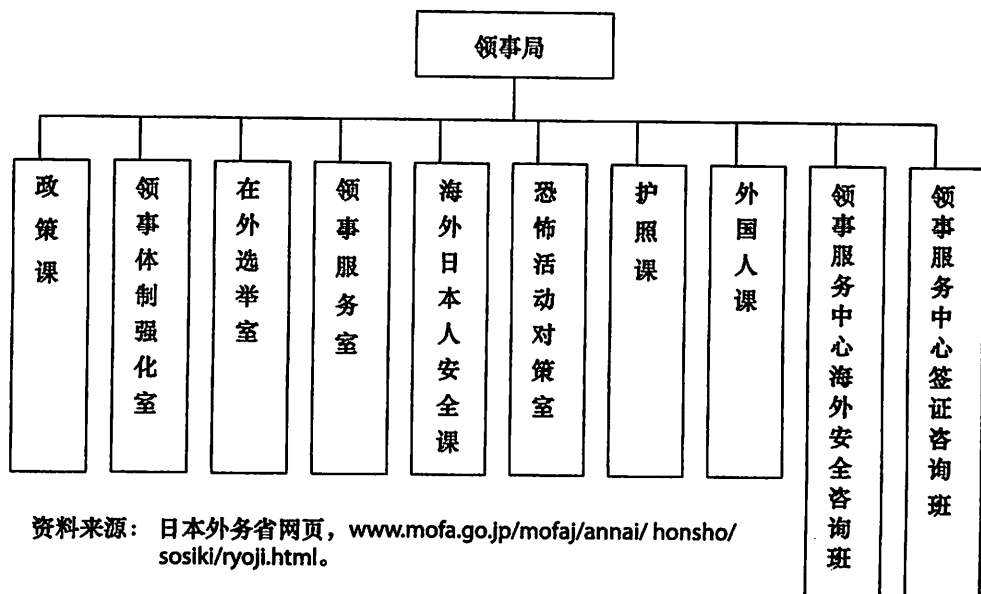 领事局
政策课
领事体制强化室
在外选举室
领事服务室
海外日本人安全课
恐怖活动对策室
护照课
外国人课
领事服务中心海外安全咨询班
领事服务中心签证咨询班
资料来源： 日本外务省网页，www.mofa.go.jp/mofaj/annai/ honsho/
sosiki/ryoji.html。